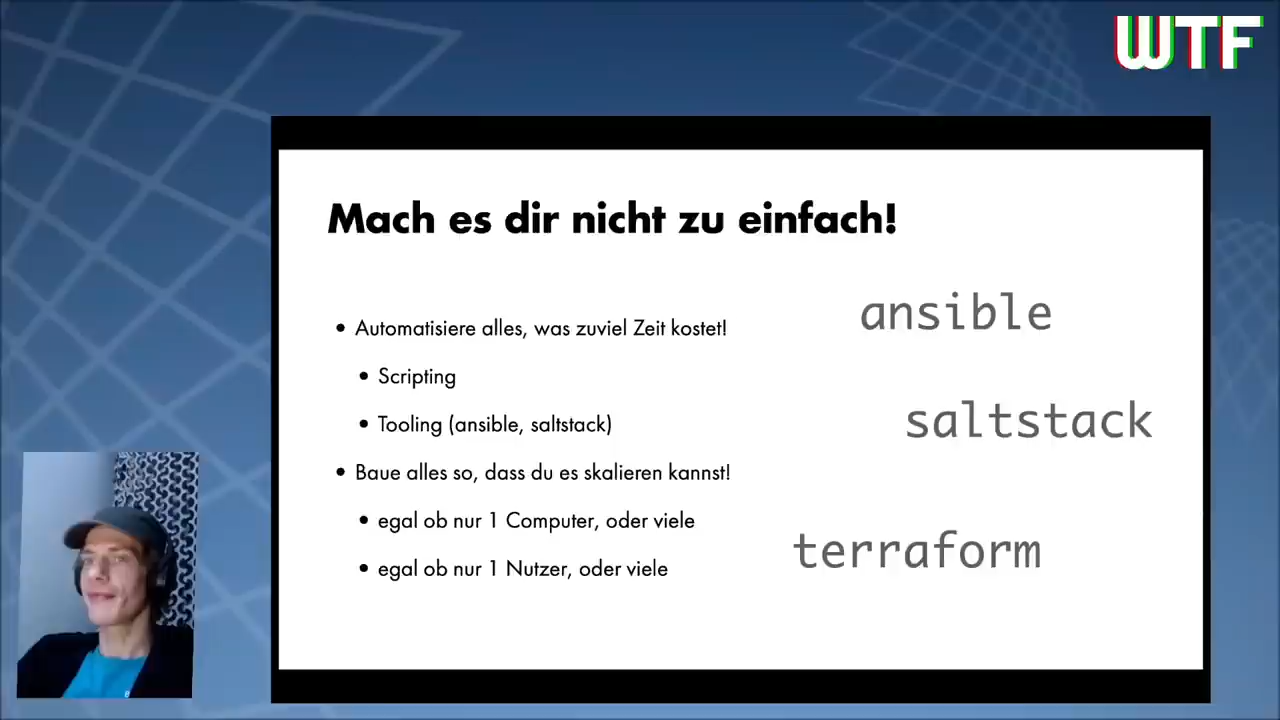 WTF
Mach es dir nicht zu einfach!
• Automatisiere alles, was zuviel Zeit kostet!
• Scripting
• Tooling (ansible, saltstack)
• Baue alles so, dass du es skalieren kannst!
• egal ob nur 1 Computer, oder viele
• egal ob nur 1 Nutzer, oder viele
ansible
saltstack
terraform